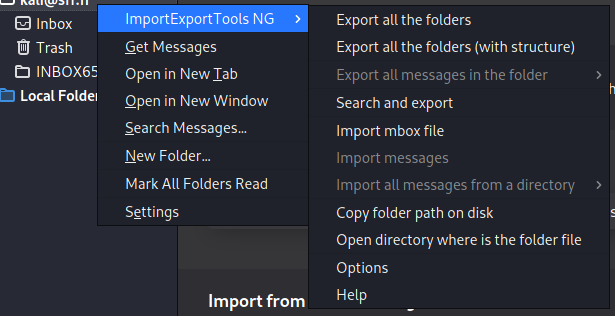 Inbox
Trash
INBOX65
Local Folder
ImportExportTools NG
Get Messages
Open in New Tab
Open in New Window
Search Messages...
New Folder...
Mark All Folders Read
Settings
Export all the folders
Export all the folders (with structure)
Export all messages in the folder
Search and export
Import mbox file
Import messages
Import all messages from a directory
Copy folder path on disk
Open directory where is the folder file
Options
Help
Import from